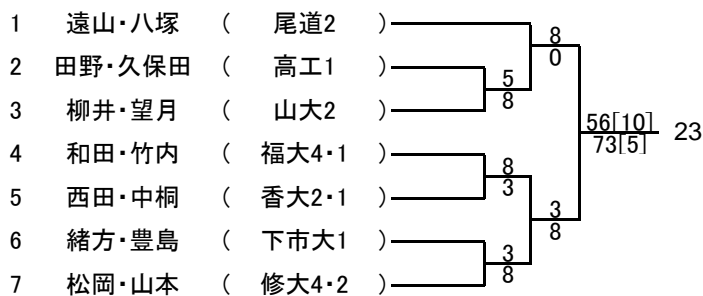 1 遠山・八塚 ( 尾道2 )
8
0
2 田野・久保田 ( 高工1 )
5
8
3 柳井・望月 ( 山大2 )
56[10]
73[5]
23
4 和田・竹内 ( 福大4・1 )
8
3
5 西田・中桐 ( 香大2・1 )
3
8
6 緒方・豊島 ( 下市大1 )
3
8
7 松岡・山本 ( 修大4・2 )